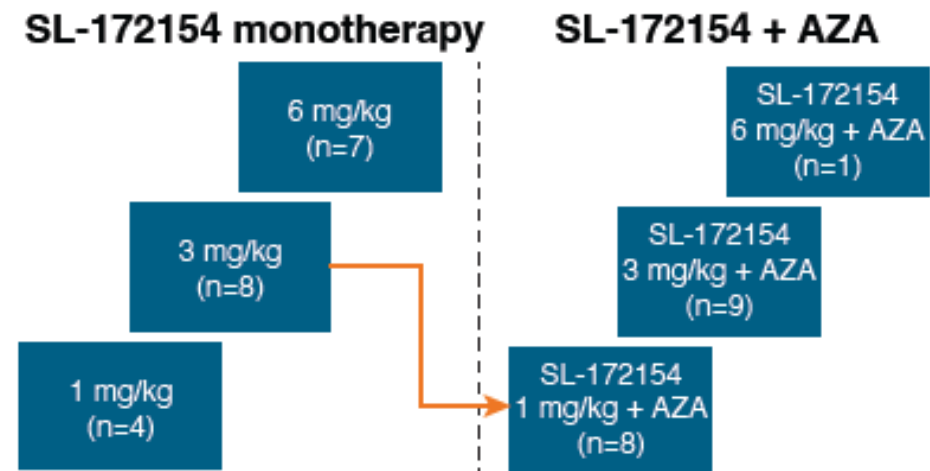 SL-172154 monotherapy
6 mg/kg
(n=7)
3 mg/kg
(n=8)
1 mg/kg
(n=4)
SL-172154 + AZA
SL-172154
6 mg/kg + AZA
(n=1)
SL-172154
3 mg/kg + AZA
(n=9)
SL-172154
1 mg/kg + AZA
(n=8)